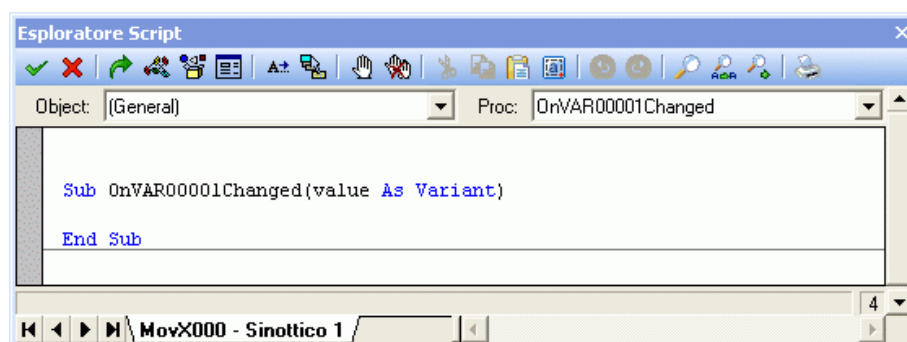 Esploratore Script
Object: (General) Proc: OnVAR00001Changed
Sub OnVAR00001Changed(value As Variant)
End Sub
4
MovX000 - Sinottico 1